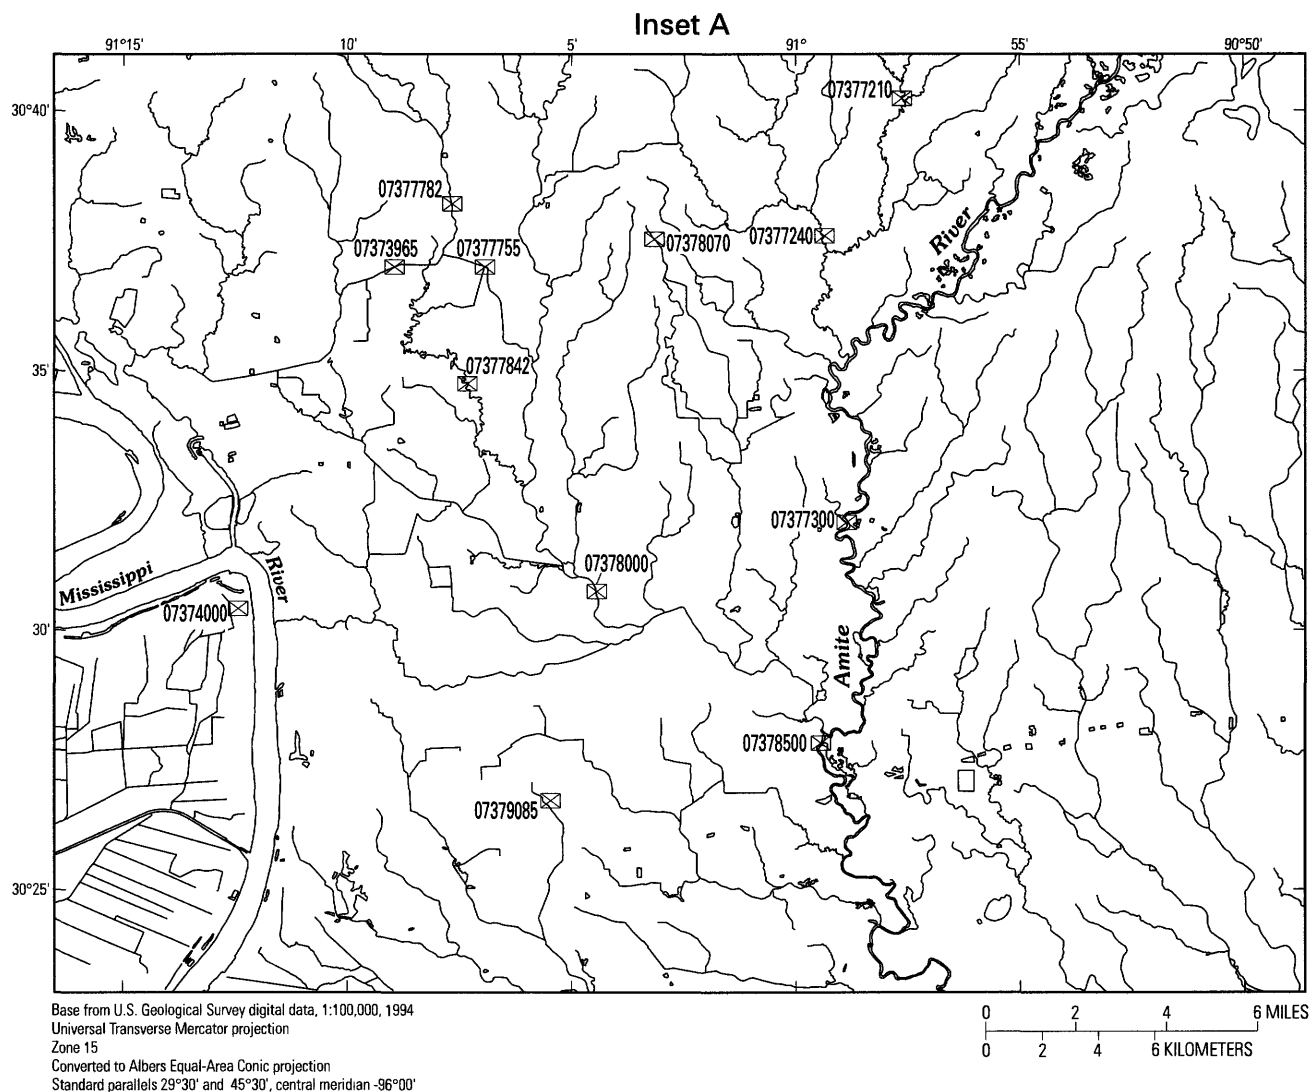 Inset A
91°15'
10'
5'
91°
55'
90°50'
30°40'
07377210
07377782
River
07373965
07377755
07378070
07377240
35'
07377842
07377300
07378000
Mississippi
River
07374000
30'
Amite
07378500
07379085
30°25'
Base from U.S. Geological Survey digital data, 1:100,000, 1994
Universal Transverse Mercator projection
Zone 15
Converted to Albers Equal-Area Conic projection
Standard parallels 29°30' and 45°30', central meridian -96°00'
0 2 4 6 MILES
0 2 4 6 KILOMETERS